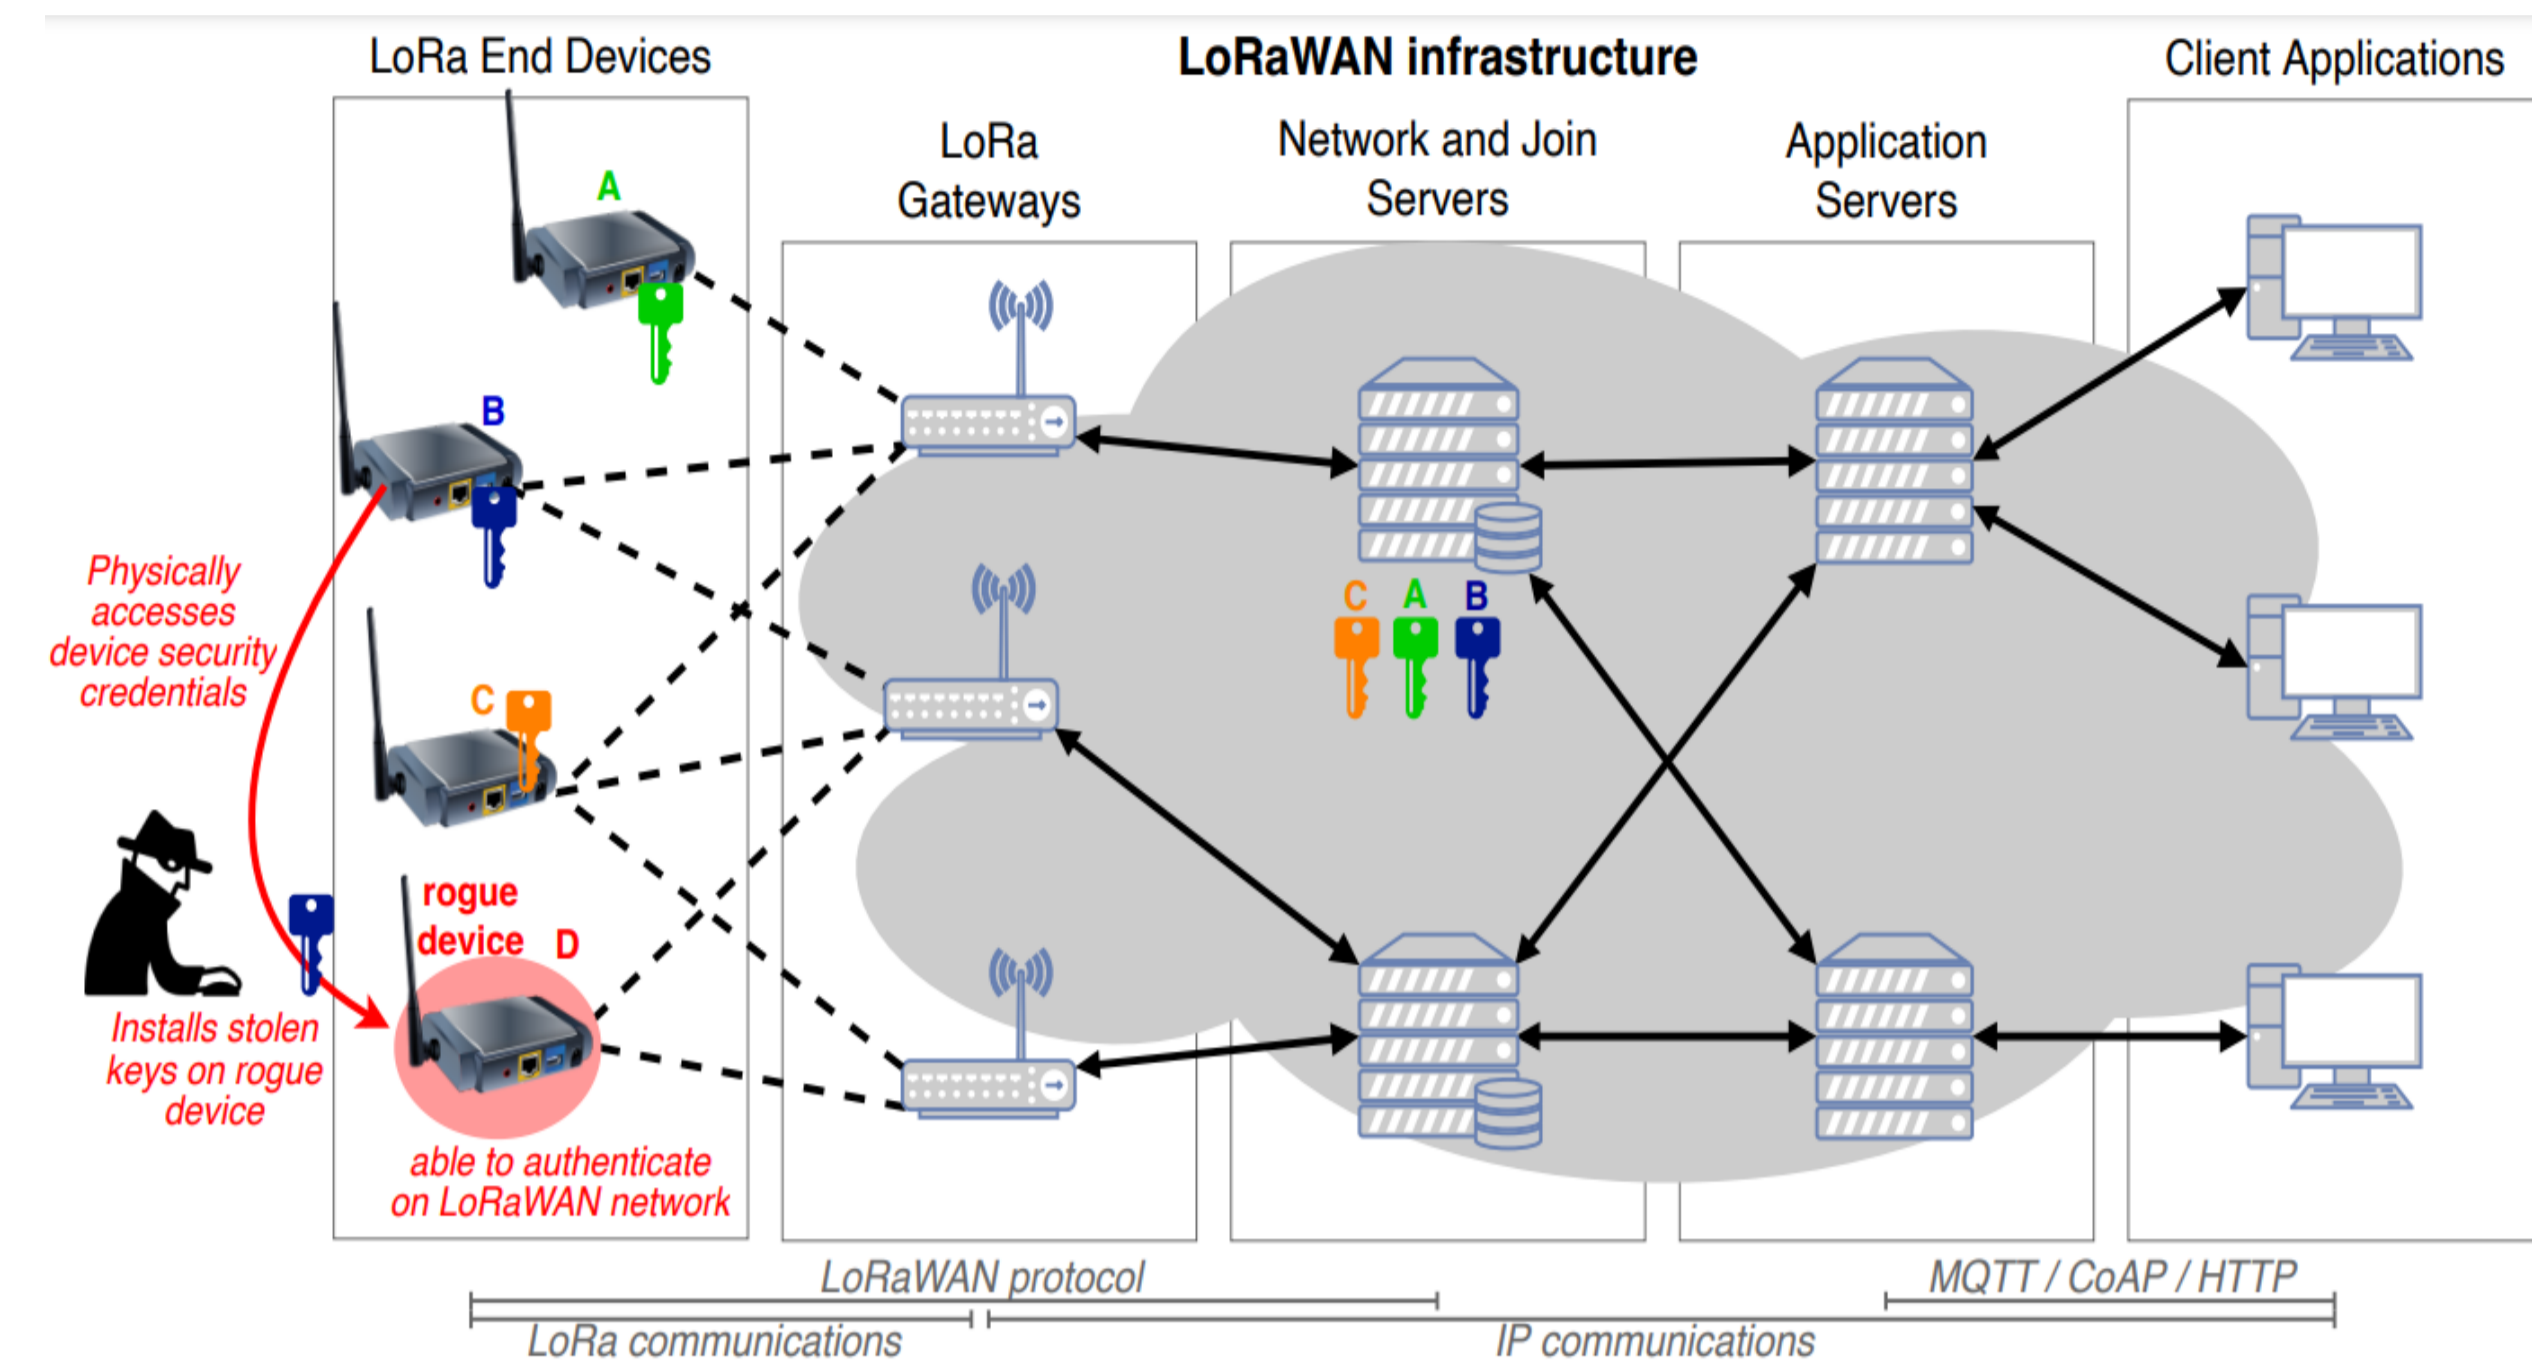 LoRa End Devices
LoRaWAN infrastructure
Client Applications
LoRa
Gateways
Network and Join
Servers
Application
Servers
A
B
Physically
accesses
device security
credentials
C
C A B
rogue
device D
Installs stolen
keys on rogue
device
able to authenticate
on LoRaWAN network
LoRaWAN protocol
MQTT / CoAP / HTTP
LoRa communications
IP communications